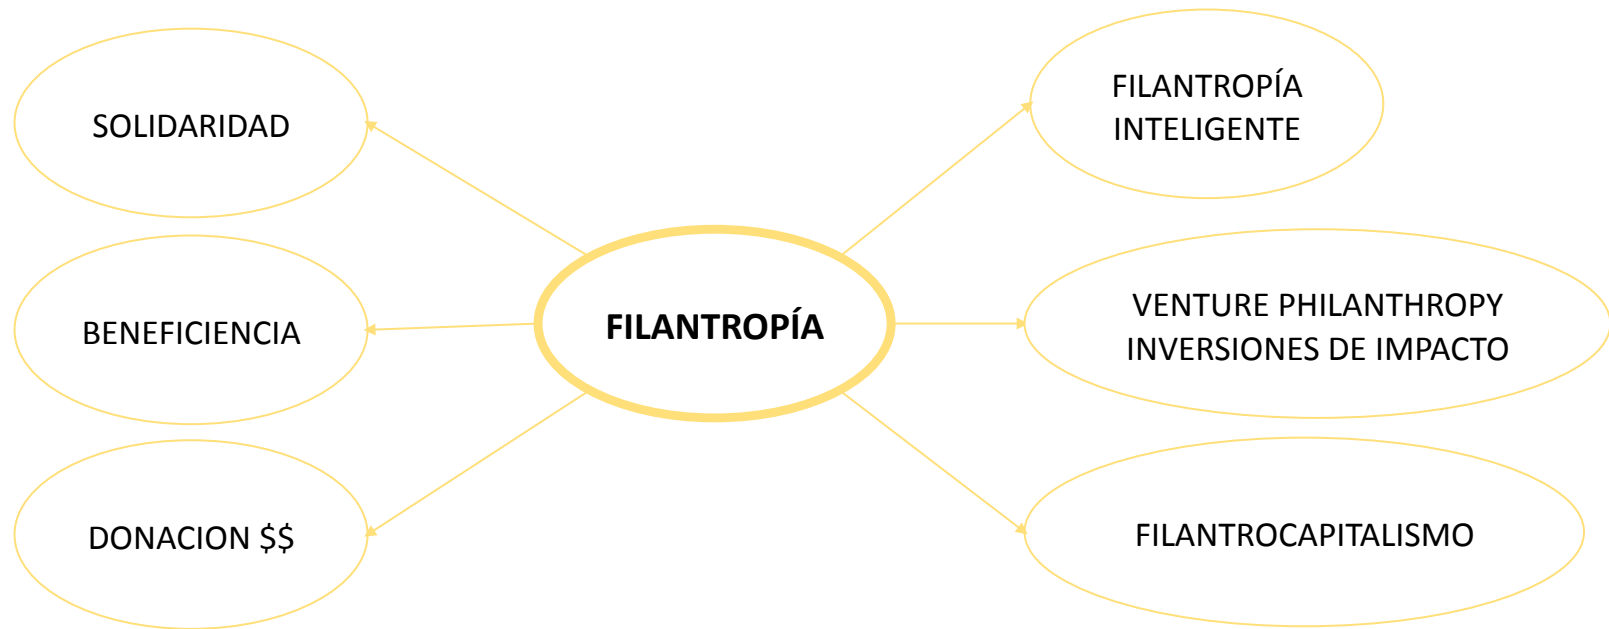 SOLIDARIDAD
BENEFICIENCIA
DONACION $$
FILANTROPÍA
FILANTROPÍA
INTELIGENTE
VENTURE PHILANTHROPY
INVERSIONES DE IMPACTO
FILANTROCAPITALISMO